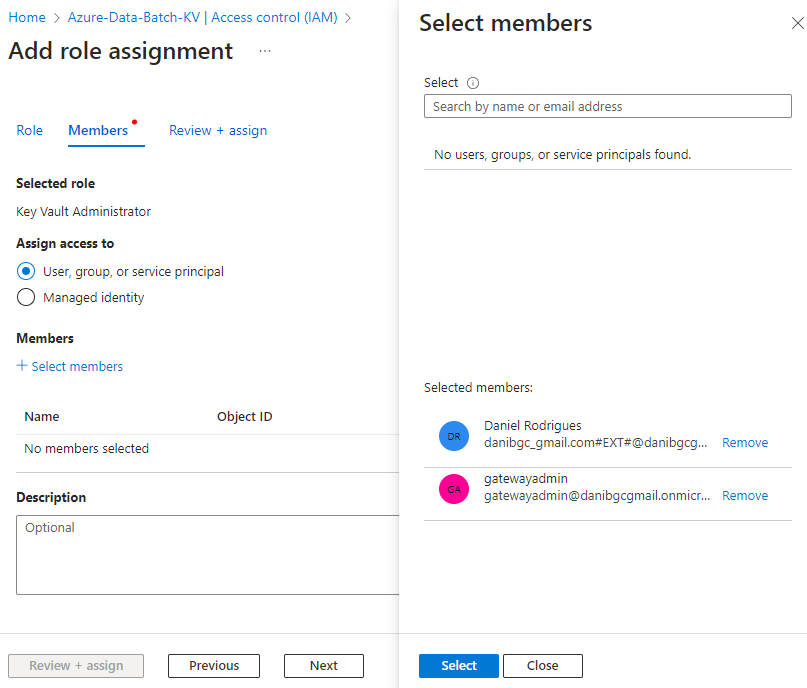 Home > Azure-Data-Batch-KV | Access control (IAM) >
Add role assignment ...
Role Members Review + assign
Selected role
Key Vault Administrator
Assign access to
User, group, or service principal
Managed identity
Members
+ Select members
Name Object ID
No members selected
Description
Optional
Review + assign Previous Next
Select members
Select
Search by name or email address
No users, groups, or service principals found.
Selected members:
DR
Daniel Rodrigues
danibgc_gmail.com#EXT#@danibgcg... Remove
GA
gatewayadmin
gatewayadmin@danibgcgmail.onmicr... Remove
Select Close